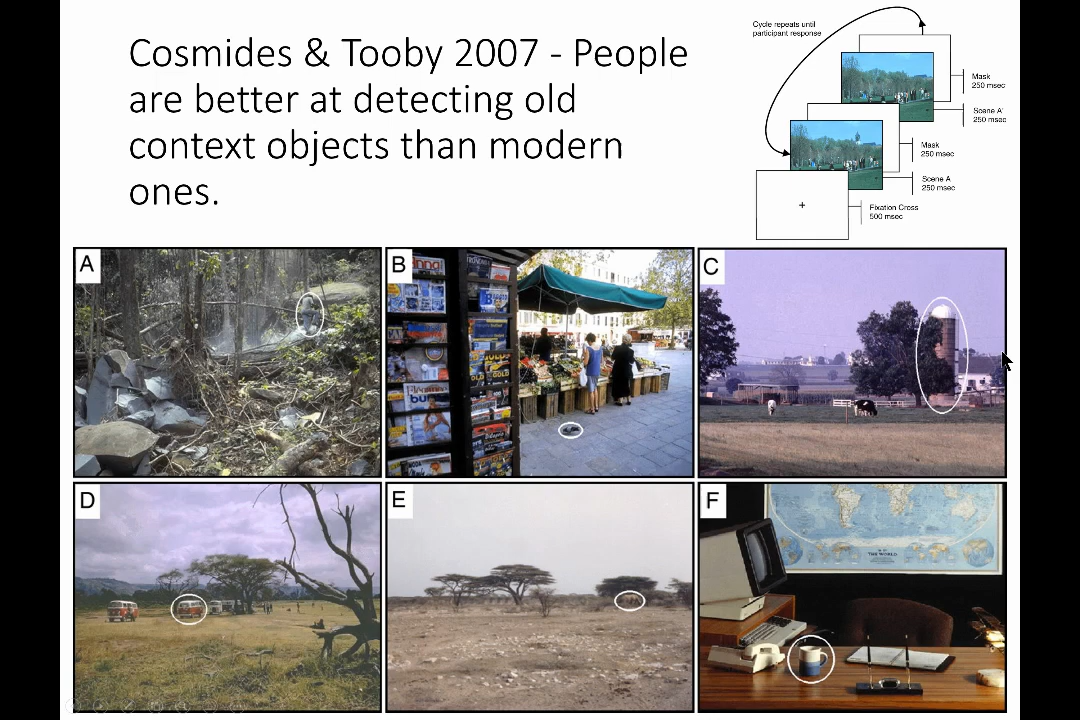 Cosmides & Tooby 2007 - People
are better at detecting old
context objects than modern
ones.
Cycle repeats until
participant response
Mask
250 msec
Scene A'
250 msec
Mask
250 msec
Scene A
250 msec
+
Fixation Cross
500 msec
A
B
C
D
E
F
THE WORLD